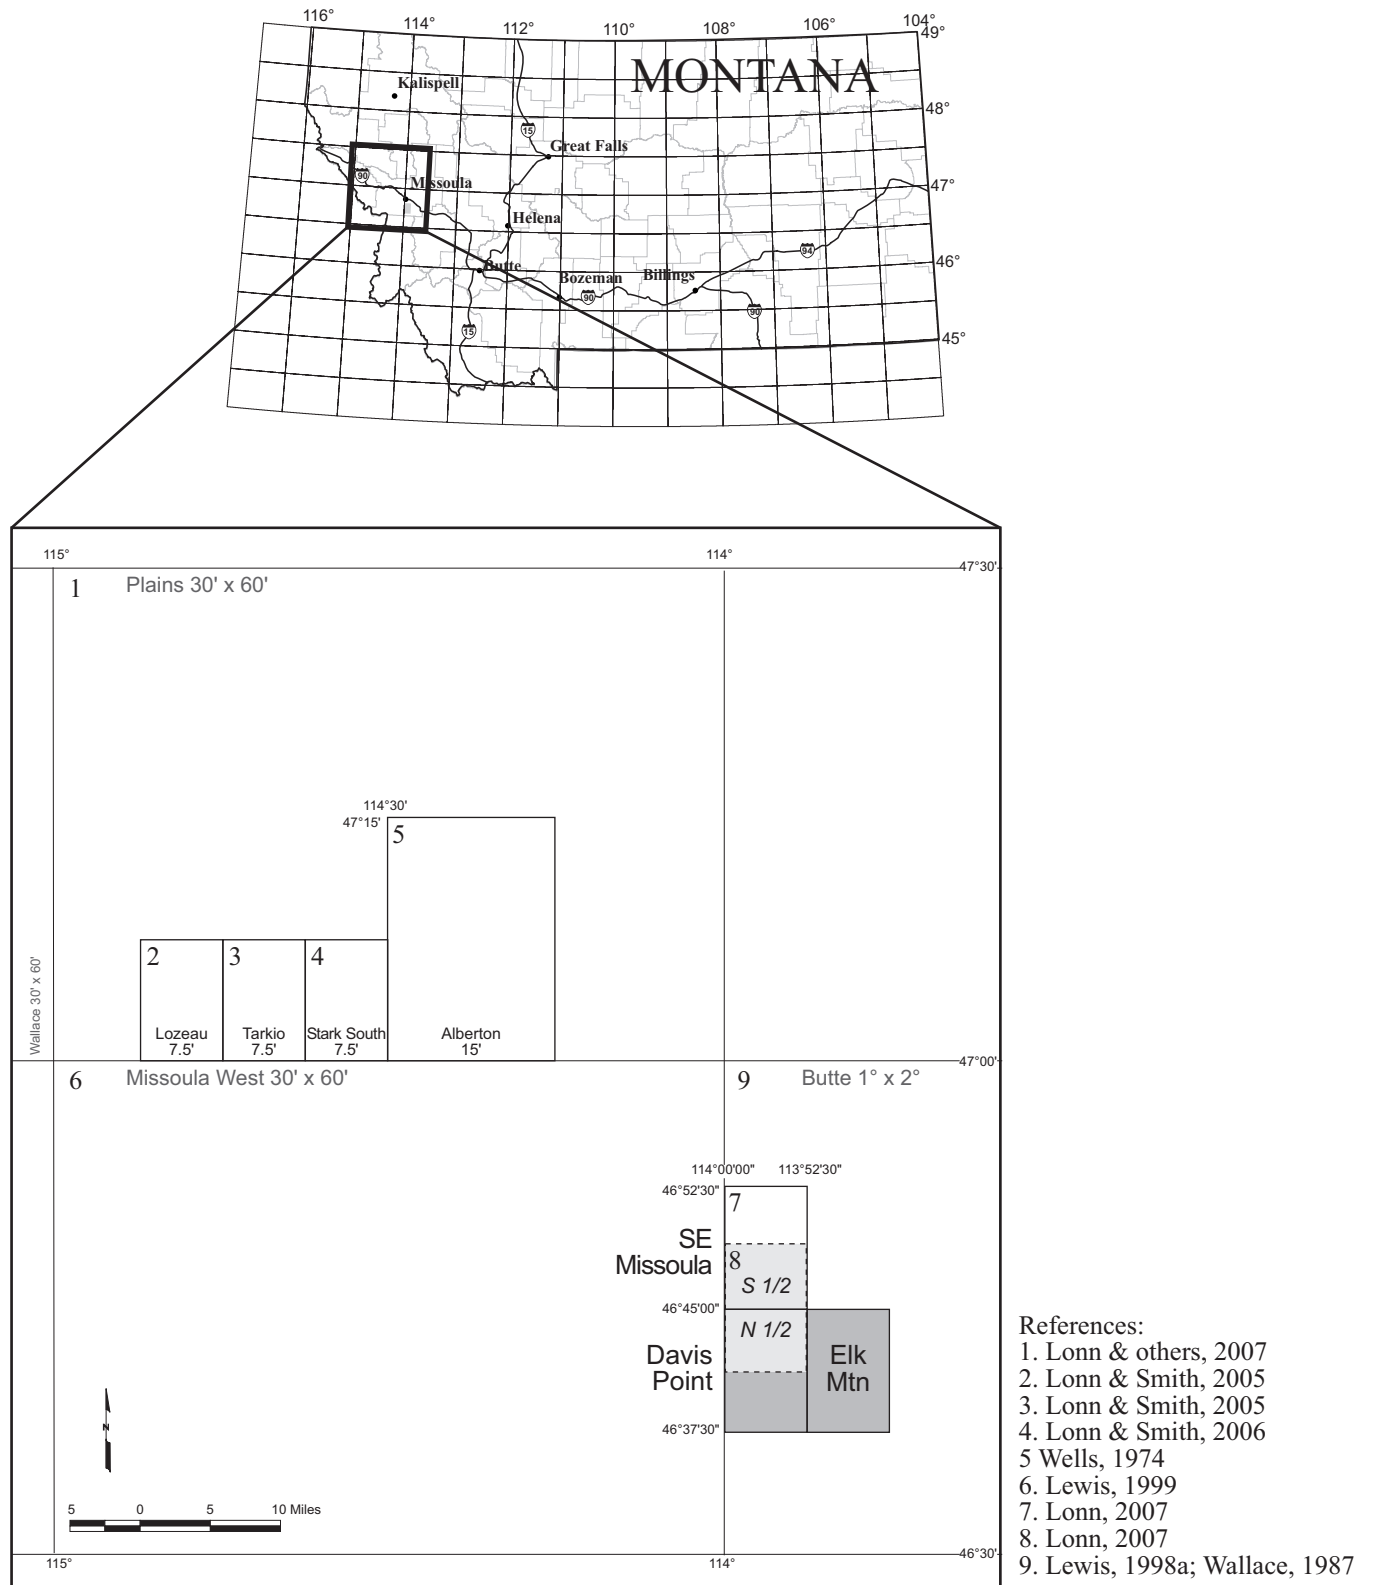 116°
114°
112°
110°
108°
106°
104°
49°
MONTANA
Kalispell
48°
15
Great Falls
90
Missoula
47°
Helena
94
46°
Butte
Bozeman
Billings
90
90
15
45°
115°
114°
47°30'
1
Plains 30' x 60'
114°30'
47°15'
5
2
3
4
Wallace 30' x 60'
Lozeau
7.5'
Tarkio
7.5'
Stark South
7.5'
Alberton
15'
47°00'
6
Missoula West 30' x 60'
9
Butte 1° x 2°
114°00'00"
113°52'30"
46°52'30"
7
SE
Missoula
8
S 1/2
46°45'00"
N 1/2
Davis
Point
Elk
Mtn
46°37'30"
N
5
0
5
10 Miles
46°30'
115°
114°
References:
1. Lonn & others, 2007
2. Lonn & Smith, 2005
3. Lonn & Smith, 2005
4. Lonn & Smith, 2006
5 Wells, 1974
6. Lewis, 1999
7. Lonn, 2007
8. Lonn, 2007
9. Lewis, 1998a; Wallace, 1987